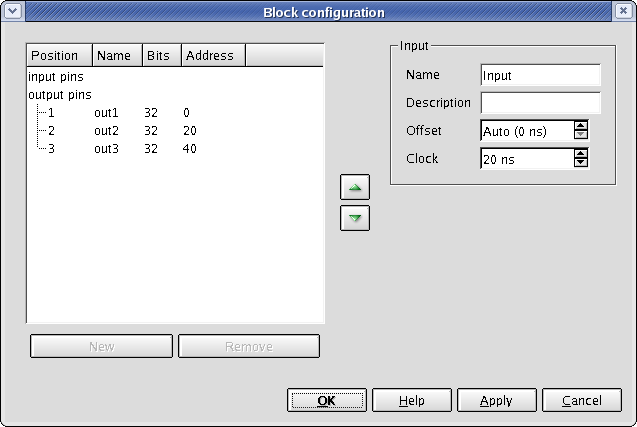 Block configuration
Position Name Bits Address
input pins
output pins
1 out1 32 0
2 out2 32 20
3 out3 32 40
New Remove
Input
Name Input
Description
Offset Auto (0 ns)
Clock 20 ns
OK Help Apply Cancel